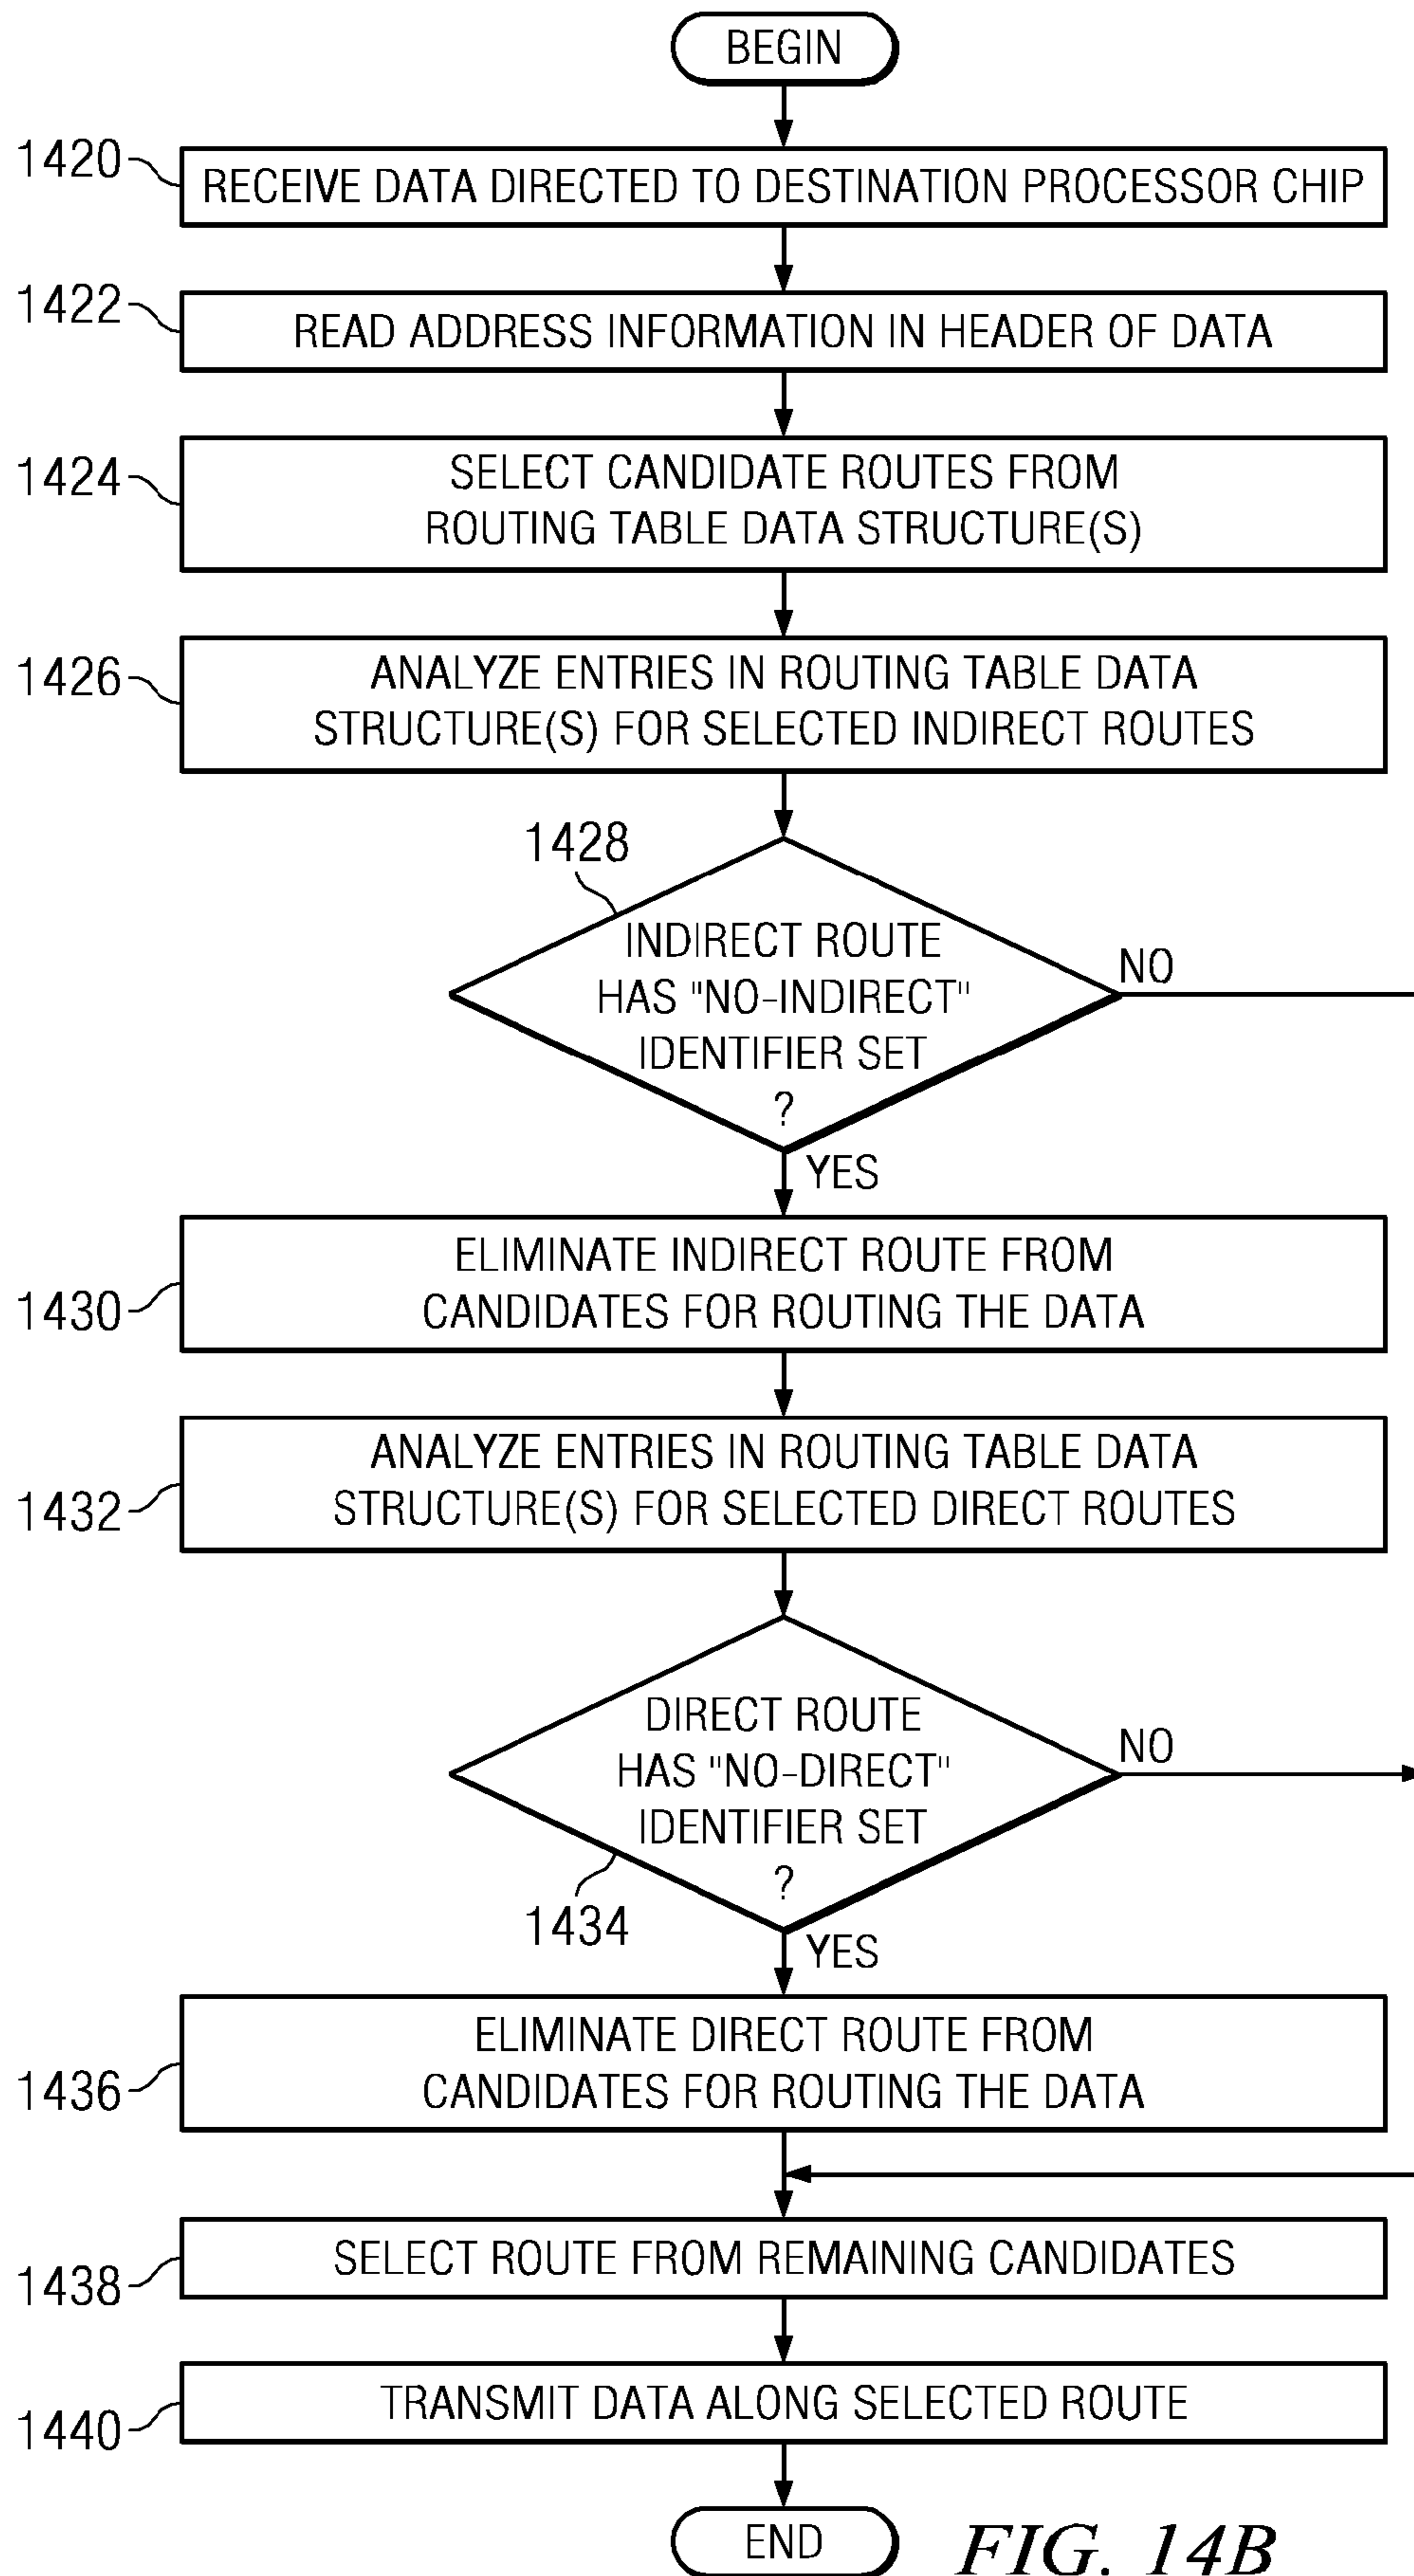 BEGIN
1420
RECEIVE DATA DIRECTED TO DESTINATION PROCESSOR CHIP
1422
READ ADDRESS INFORMATION IN HEADER OF DATA
1424
SELECT CANDIDATE ROUTES FROM
ROUTING TABLE DATA STRUCTURE(S)
1426
ANALYZE ENTRIES IN ROUTING TABLE DATA
STRUCTURE(S) FOR SELECTED INDIRECT ROUTES
1428
INDIRECT ROUTE
HAS "NO-INDIRECT"
IDENTIFIER SET
?
NO
YES
1430
ELIMINATE INDIRECT ROUTE FROM
CANDIDATES FOR ROUTING THE DATA
1432
ANALYZE ENTRIES IN ROUTING TABLE DATA
STRUCTURE(S) FOR SELECTED DIRECT ROUTES
DIRECT ROUTE
HAS "NO-DIRECT"
IDENTIFIER SET
?
NO
1434
YES
1436
ELIMINATE DIRECT ROUTE FROM
CANDIDATES FOR ROUTING THE DATA
1438
SELECT ROUTE FROM REMAINING CANDIDATES
1440
TRANSMIT DATA ALONG SELECTED ROUTE
END
FIG. 14B